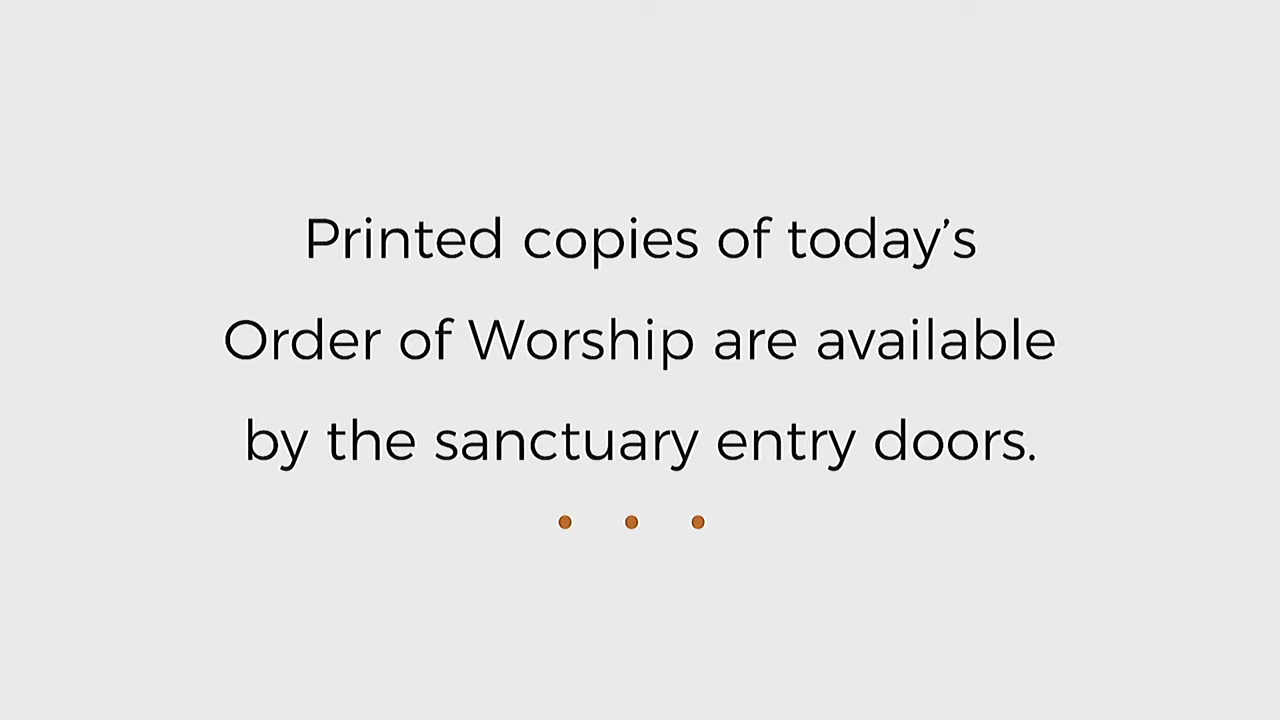 Printed copies of today’s
Order of Worship are available
by the sanctuary entry doors.